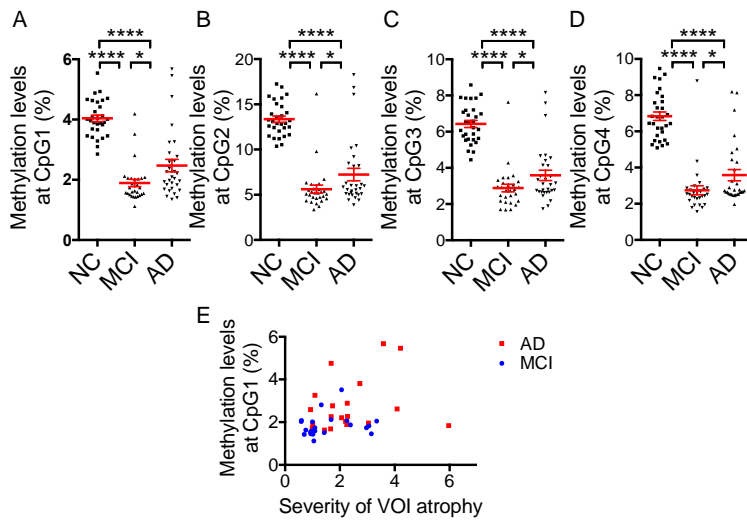 A
****
**** *
Methylation levels
at CpG1 (%)
6
4
2
0
NC
MCI
AD
B
****
**** *
Methylation levels
at CpG2 (%)
20
15
10
5
0
NC
MCI
AD
C
****
**** *
Methylation levels
at CpG3 (%)
10
8
6
4
2
0
NC
MCI
AD
D
****
**** *
Methylation levels
at CpG4 (%)
10
8
6
4
2
0
NC
MCI
AD
E
Methylation levels
at CpG1 (%)
6
4
2
0
0 2 4 6
Severity of VOI atrophy
AD
MCI